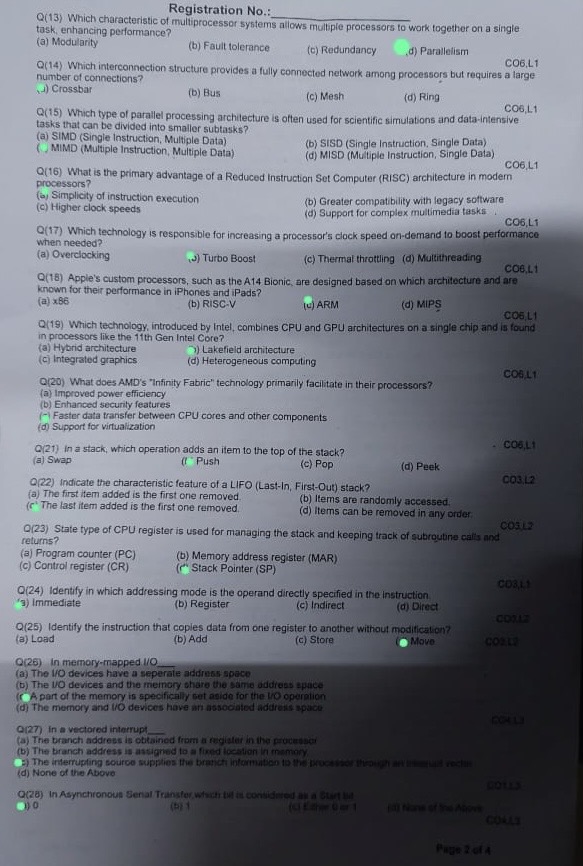 Registration No.:
Q(13) Which characteristic of multiprocessor systems allows multiple processors to work together on a single
task, enhancing performance?
(a) Modularity (b) Fault tolerance (c) Redundancy (d) Parallelism
CO6,L1
Q(14) Which interconnection structure provides a fully connected network among processors but requires a large
number of connections?
(a) Crossbar (b) Bus (c) Mesh (d) Ring
CO6,L1
Q(15) Which type of parallel processing architecture is often used for scientific simulations and data-intensive
tasks that can be divided into smaller subtasks?
(a) SIMD (Single Instruction, Multiple Data) (b) SISD (Single Instruction, Single Data)
( MIMD (Multiple Instruction, Multiple Data) (d) MISD (Multiple Instruction, Single Data)
CO6,L1
Q(16) What is the primary advantage of a Reduced Instruction Set Computer (RISC) architecture in modern
processors?
(a) Simplicity of instruction execution (b) Greater compatibility with legacy software
(c) Higher clock speeds (d) Support for complex multimedia tasks .
CO6,L1
Q(17) Which technology is responsible for increasing a processor's clock speed on-demand to boost performance
when needed?
(a) Overclocking (b) Turbo Boost (c) Thermal throttling (d) Multithreading
CO6,L1
Q(18) Apple's custom processors, such as the A14 Bionic, are designed based on which architecture and are
known for their performance in iPhones and iPads?
(a) x86 (b) RISC-V (c) ARM (d) MIPS
CO6,L1
Q(19) Which technology, introduced by Intel, combines CPU and GPU architectures on a single chip and is found
in processors like the 11th Gen Intel Core?
(a) Hybrid architecture ) Lakefield architecture
(c) Integrated graphics (d) Heterogeneous computing
CO6,L1
Q(20) What does AMD's "Infinity Fabric" technology primarily facilitate in their processors?
(a) Improved power efficiency
(b) Enhanced security features
(c) Faster data transfer between CPU cores and other components
(d) Support for virtualization
CO6,L1
Q(21) In a stack, which operation adds an item to the top of the stack?
(a) Swap ( Push (c) Pop (d) Peek
CO3,L2
Q(22) Indicate the characteristic feature of a LIFO (Last-In, First-Out) stack?
(a) The first item added is the first one removed. (b) Items are randomly accessed.
(c The last item added is the first one removed. (d) Items can be removed in any order.
CO3,L2
Q(23) State type of CPU register is used for managing the stack and keeping track of subroutine calls and
returns?
(a) Program counter (PC) (b) Memory address register (MAR)
(c) Control register (CR) (d Stack Pointer (SP)
CO3,L1
Q(24) Identify in which addressing mode is the operand directly specified in the instruction.
(a) Immediate (b) Register (c) Indirect (d) Direct
CO3,L2
Q(25) Identify the instruction that copies data from one register to another without modification?
(a) Load (b) Add (c) Store Move
CO3,L2
Q(26) In memory-mapped I/O____
(a) The I/O devices have a seperate address space
(b) The I/O devices and the memory share the same address space
( A part of the memory is specifically set aside for the I/O operation
(d) The memory and I/O devices have an associated address space
CO4,L3
Q(27) In a vectored interrupt____
(a) The branch address is obtained from a register in the processor
(b) The branch address is assigned to a fixed location in memory
) The interrupting source supplies the branch information to the processor through an interrupt vector
(d) None of the Above
Q(28) In Asynchronous Serial Transfer,which bit is considered as a Start bit
) 0 (b) 1 (c) Either 0 or 1 (d) None of the Above
CO4,L3
Page 2 of 4